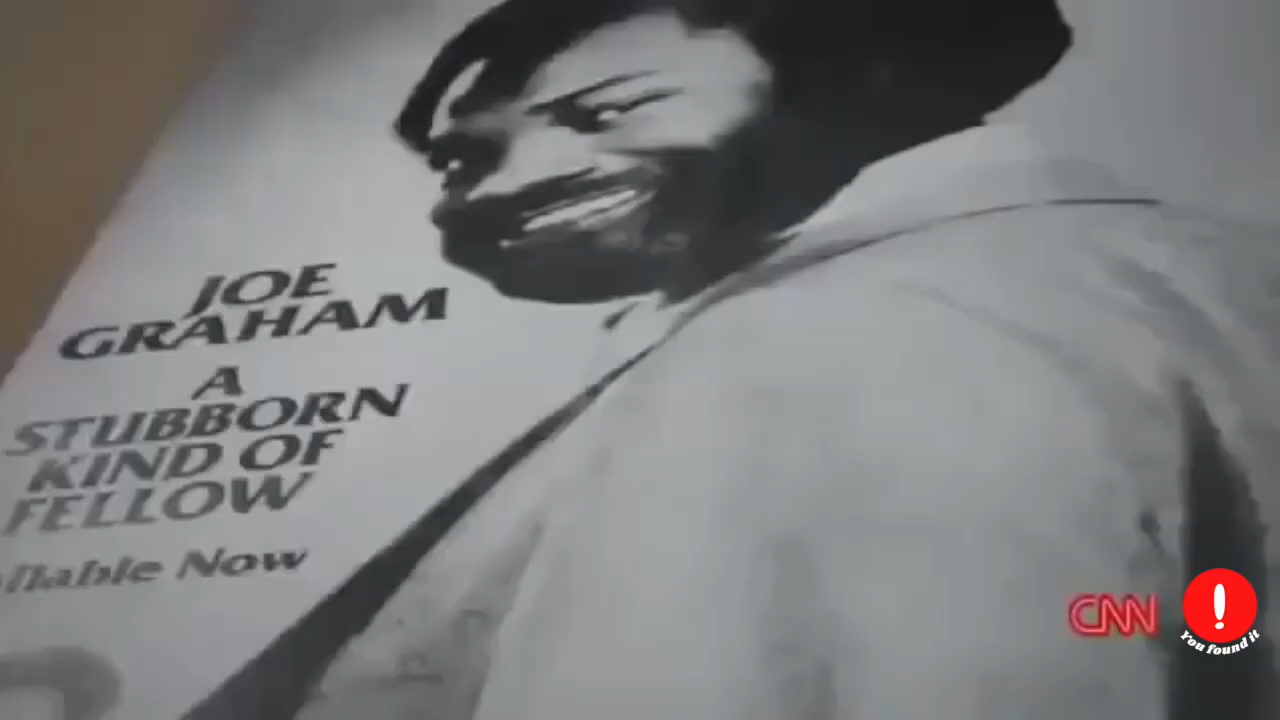 JOE
GRAHAM
A
STUBBORN
KIND OF
FELLOW
Now
CNN
!
You found it